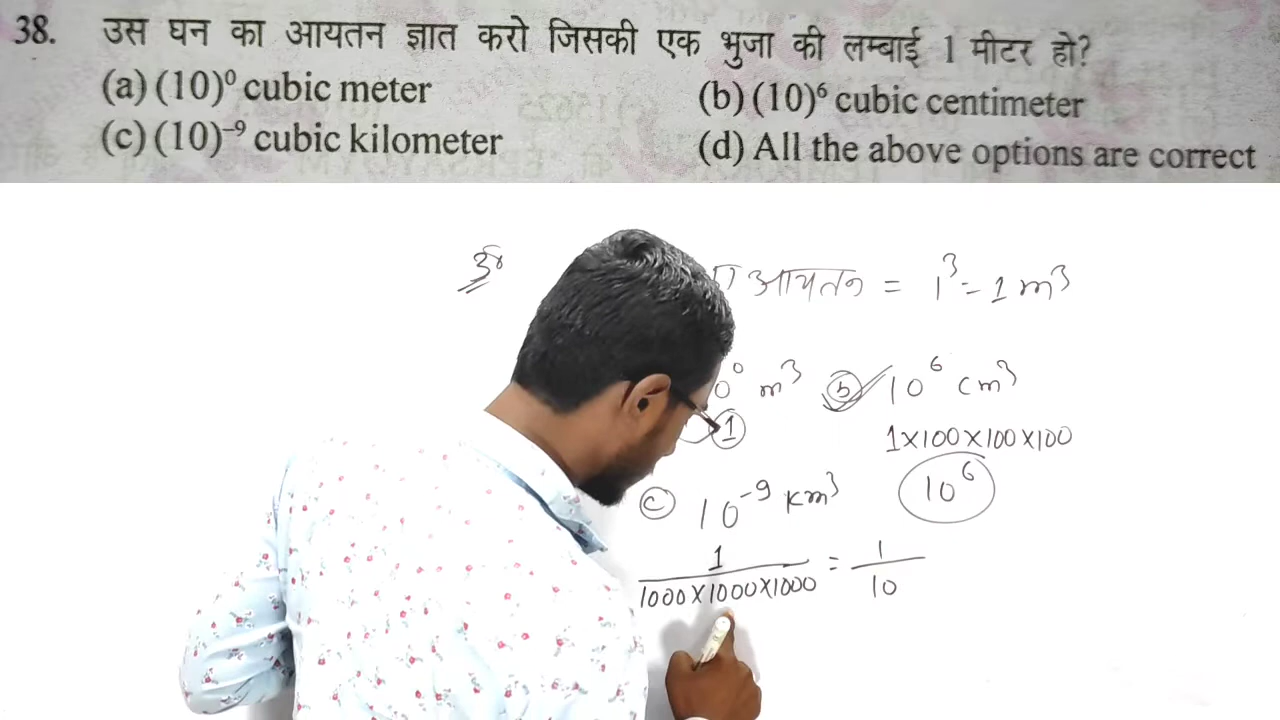 38. उस घन का आयतन ज्ञात करो जिसकी एक भुजा की लम्बाई 1 मीटर हो?
(a) (10)⁰ cubic meter (b) (10)⁶ cubic centimeter
(c) (10)⁻⁹ cubic kilometer (d) All the above options are correct
आयतन = 1³ = 1 m³
0⁰ m³ (b) 10⁶ cm³
1 1×100×100×100
(c) 10⁻⁹ km³ 10⁶
1/1000×1000×1000 = 1/10